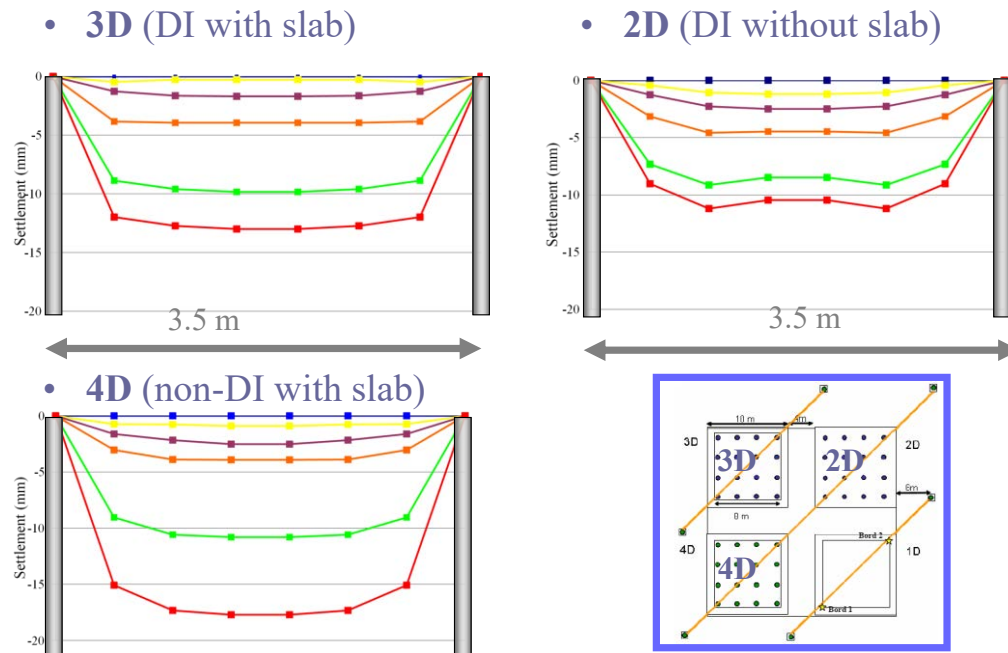 • 3D (DI with slab)
• 2D (DI without slab)
0
-5
-10
-15
-20
Settlement (mm)
3.5 m
0
-5
-10
-15
-20
Settlement (mm)
3.5 m
• 4D (non-DI with slab)
0
-5
-10
-15
-20
Settlement (mm)
10 m
3D
3D
2D
2D
8 m
6m
4D
4D
1D
Bord 2
Bord 1